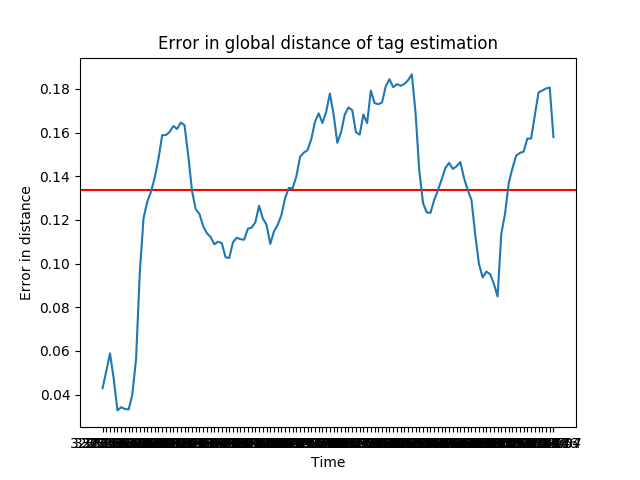 Error in global distance of tag estimation
0.18
0.16
0.14
0.12
0.10
0.08
0.06
0.04
Error in distance
Time